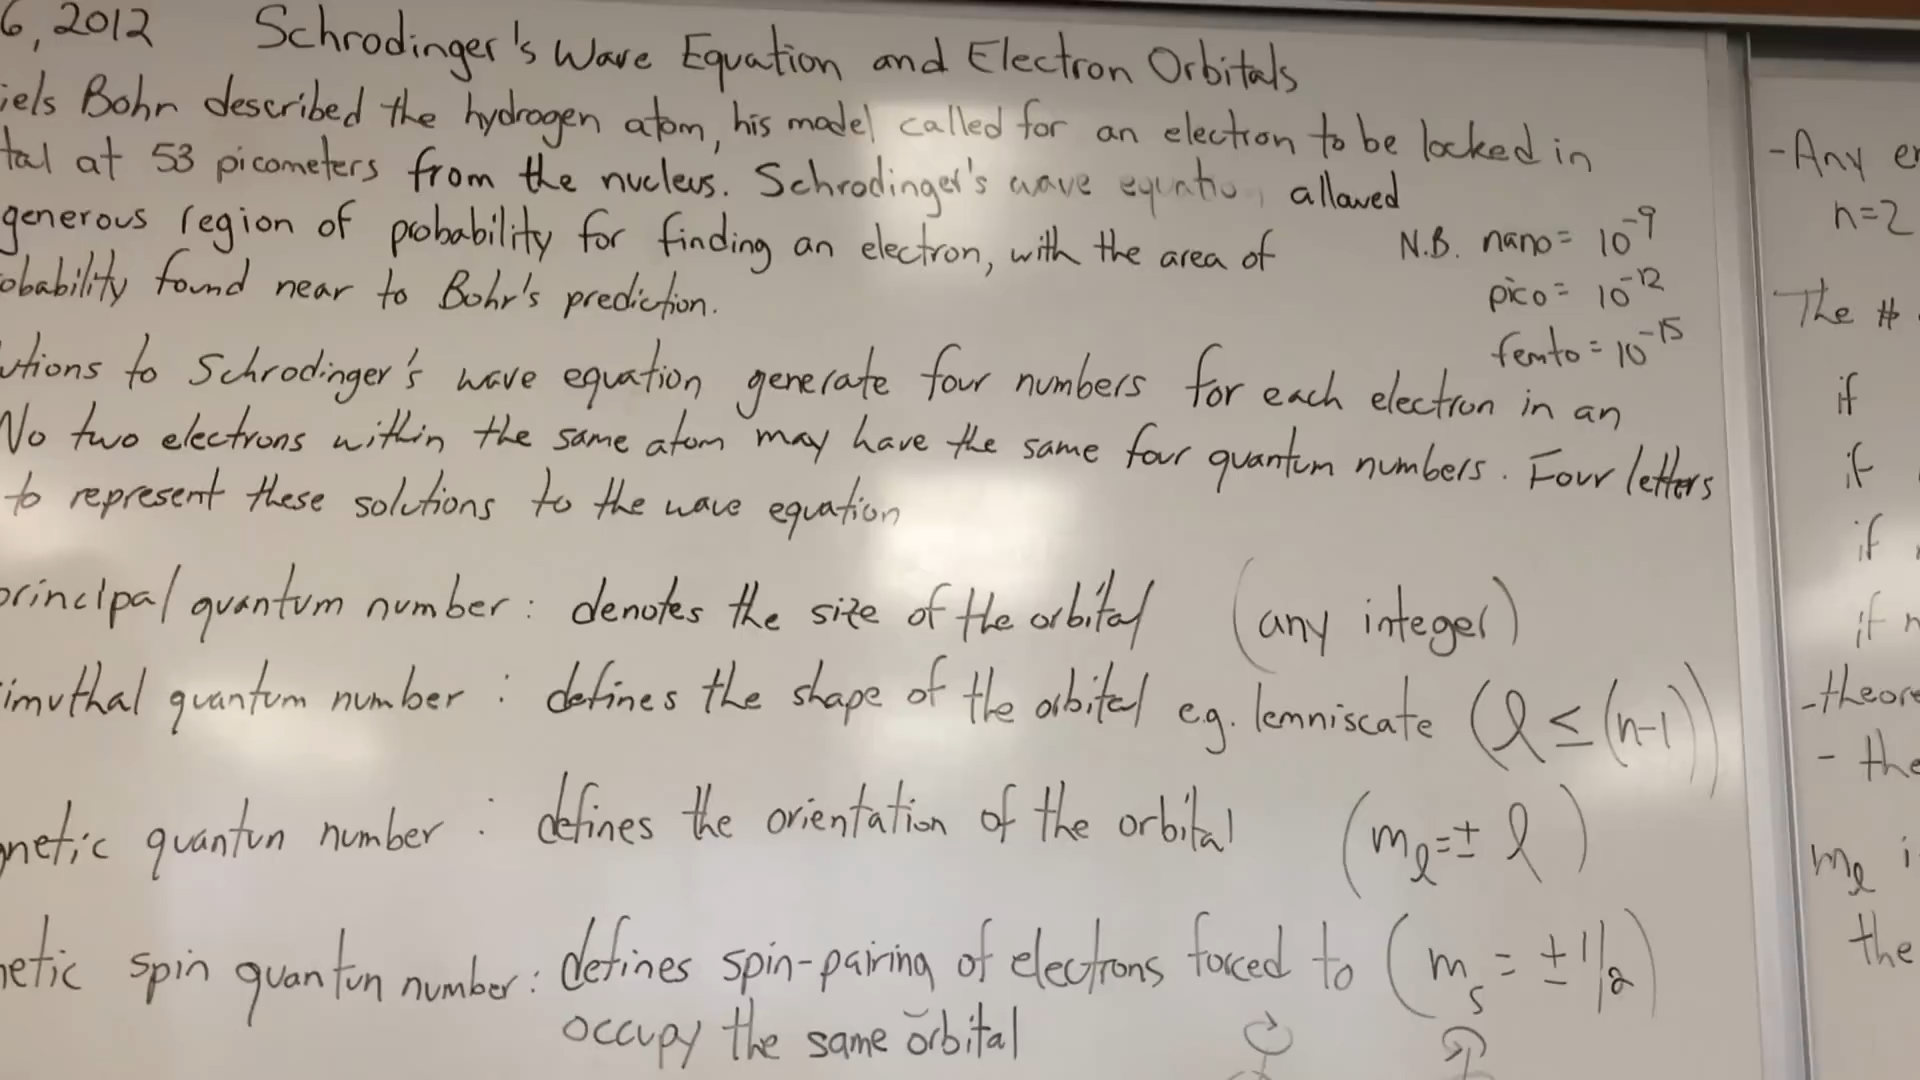 6, 2012 Schrodinger's Wave Equation and Electron Orbitals
iels Bohr described the hydrogen atom, his model called for an electron to be locked in
tal at 53 picometers from the nucleus. Schrodinger's wave equation allowed
generous region of probability for finding an electron, with the area of
obability found near to Bohr's prediction.
N.B. nano = 10⁻⁹
pico = 10⁻¹²
femto = 10⁻¹⁵
utions to Schrodinger's wave equation generate four numbers for each electron in an
No two electrons within the same atom may have the same four quantum numbers. Four letters
to represent these solutions to the wave equation
principal quantum number : denotes the size of the orbital (any integer)
imuthal quantum number : defines the shape of the orbital e.g. lemniscate (l ≤ (n-1))
gnetic quantun number : defines the orientation of the orbital (mₗ = ± l)
netic spin quantun number : defines spin-pairing of electrons forced to (mₛ = ± 1/2)
occupy the same orbital
- Any
n=2
The #
if
if
if
if
- theore
- the
mₗ i
the